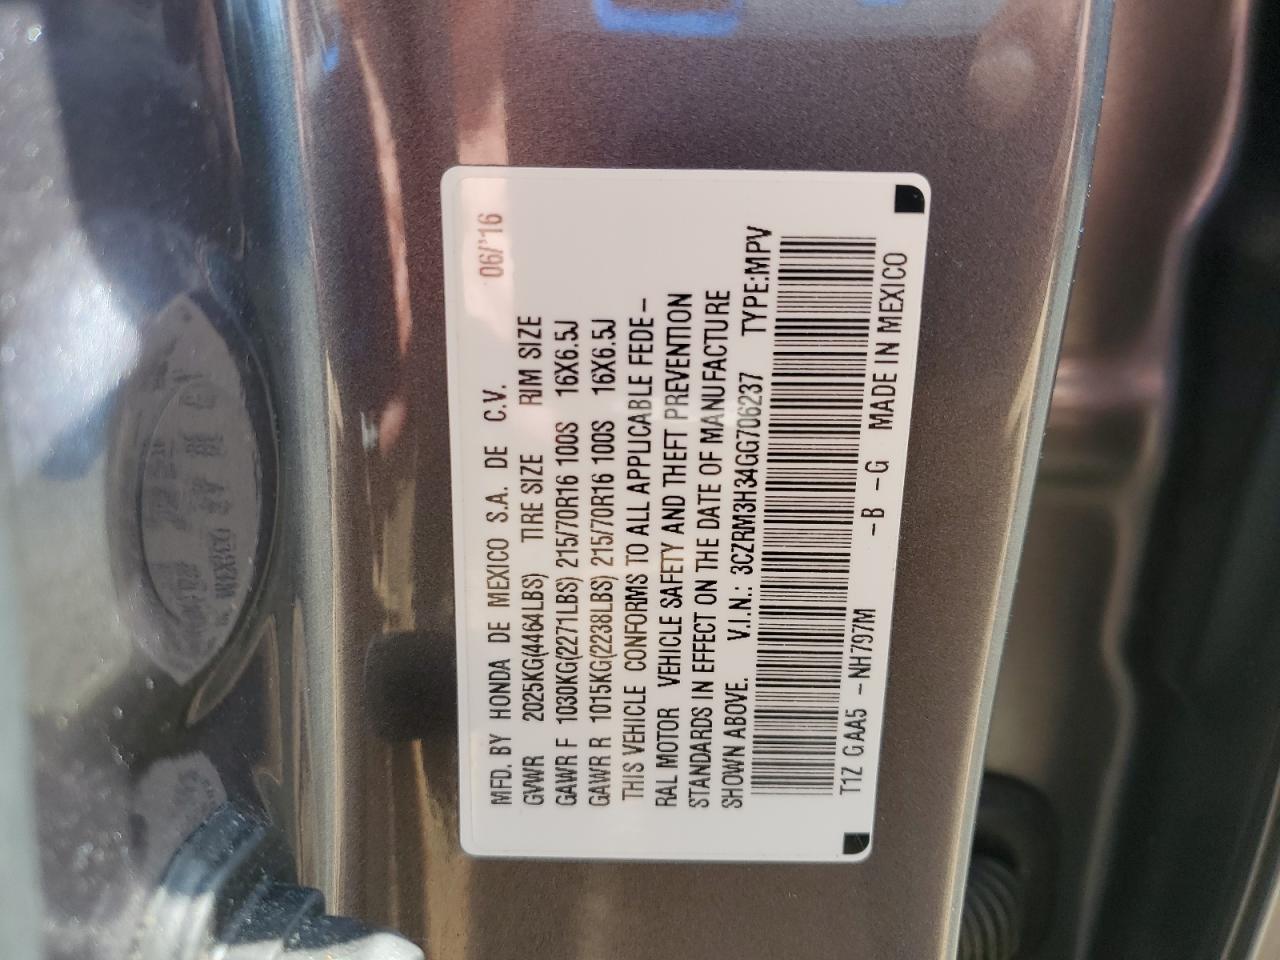 06/'16
MFD. BY HONDA DE MEXICO S.A. DE C.V.
GVWR 2025KG(4464LBS) TIRE SIZE RIM SIZE
GAWR F 1030KG(2271LBS) 215/70R16 100S 16X6.5J
GAWR R 1015KG(2238LBS) 215/70R16 100S 16X6.5J
THIS VEHICLE CONFORMS TO ALL APPLICABLE FEDE-
RAL MOTOR VEHICLE SAFETY AND THEFT PREVENTION
STANDARDS IN EFFECT ON THE DATE OF MANUFACTURE
SHOWN ABOVE. V.I.N.: 3CZRM3H34GG706237 TYPE:MPV
T1Z G AA5 -NH797M -B -G MADE IN MEXICO
MEXICO